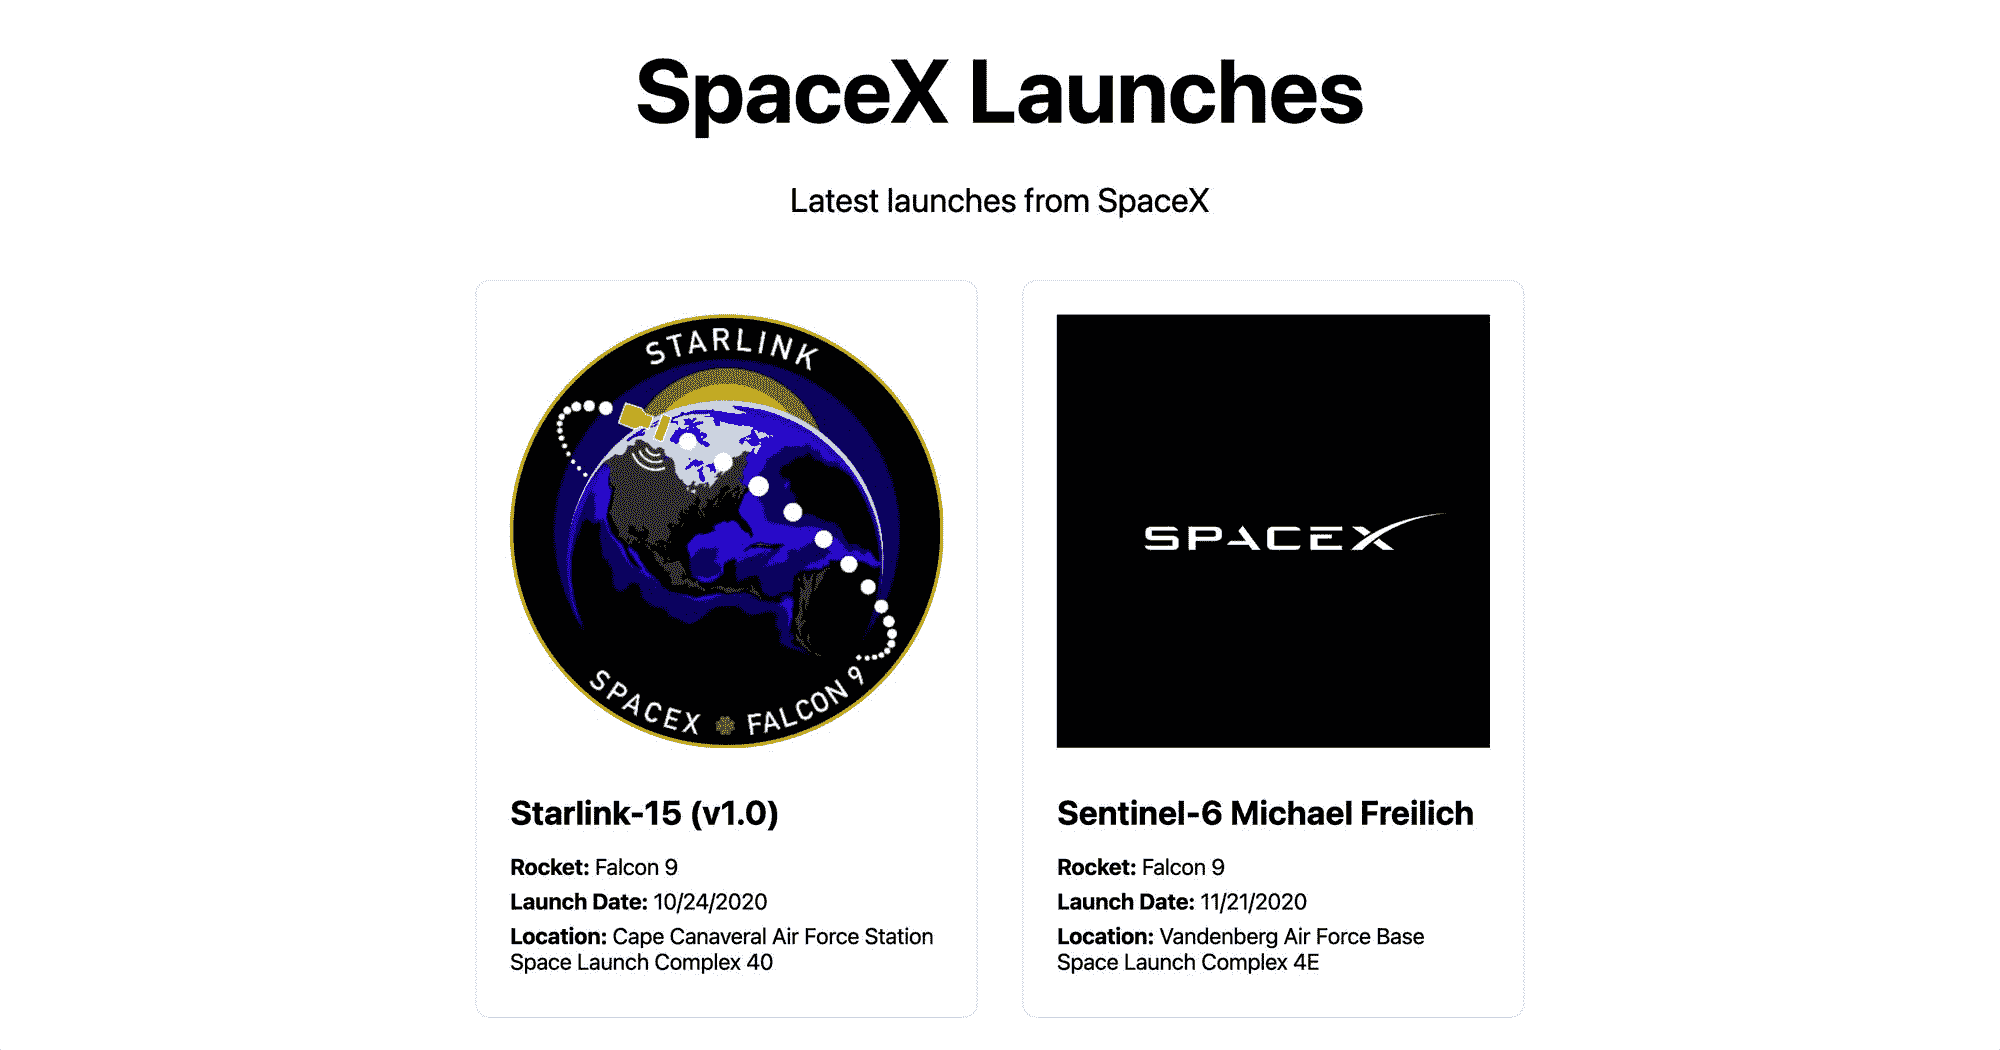 SpaceX Launches
Latest launches from SpaceX
STARLINK
SPACEX FALCON 9
Starlink-15 (v1.0)
Rocket: Falcon 9
Launch Date: 10/24/2020
Location: Cape Canaveral Air Force Station
Space Launch Complex 40
SPACEX
Sentinel-6 Michael Freilich
Rocket: Falcon 9
Launch Date: 11/21/2020
Location: Vandenberg Air Force Base
Space Launch Complex 4E